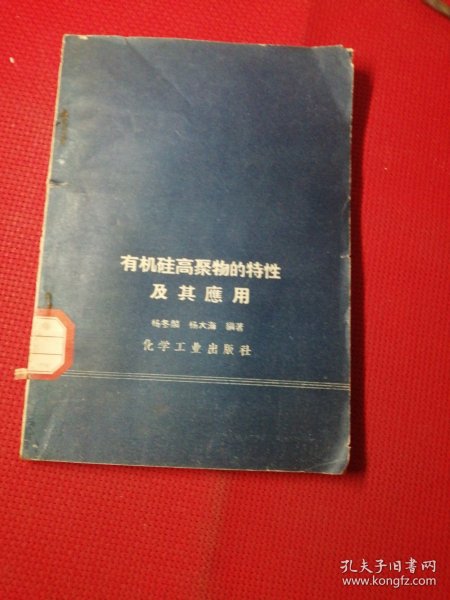 有机硅高聚物的特性
及其應用
杨冬麟 杨大海 編著
化学工业出版社
孔夫子旧书网
www.kongfz.com